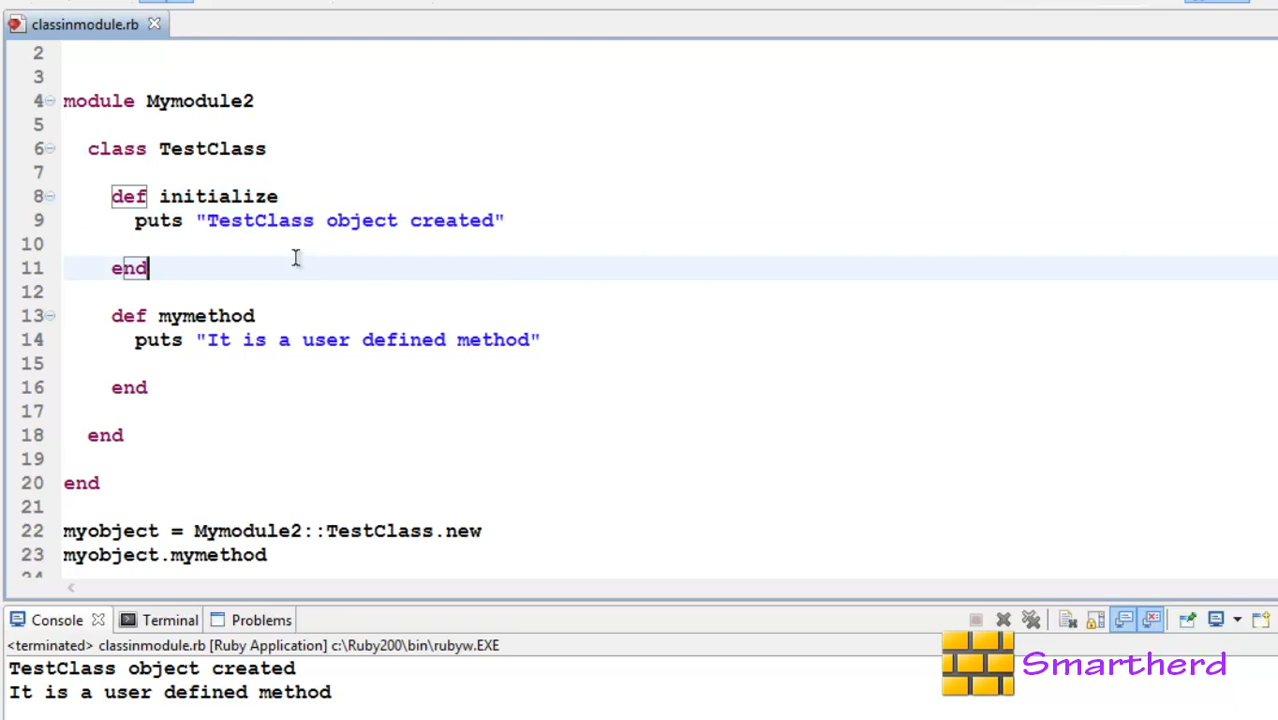 classinmodule.rb
2
3
4 module Mymodule2
5
6 class TestClass
7
8 def initialize
9 puts "TestClass object created"
10
11 end
12
13 def mymethod
14 puts "It is a user defined method"
15
16 end
17
18 end
19
20 end
21
22 myobject = Mymodule2::TestClass.new
23 myobject.mymethod
24
Console Terminal Problems
<terminated> classinmodule.rb [Ruby Application] c:\Ruby200\bin\rubyw.EXE
TestClass object created
It is a user defined method
Smartherd